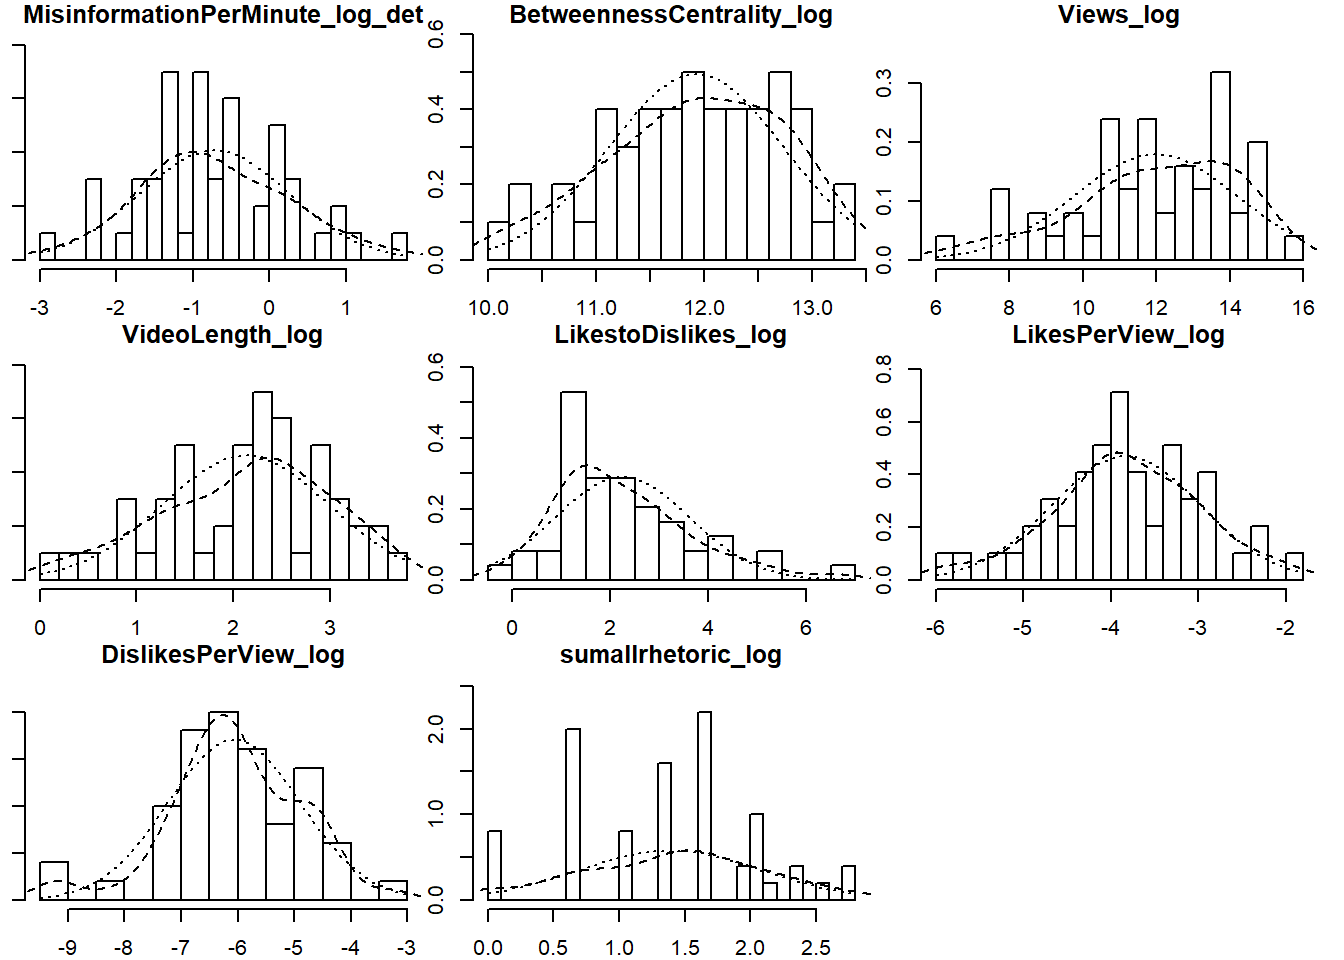 MisinformationPerMinute_log_det
BetweennessCentrality_log
Views_log
0.0 0.2 0.4 0.6
0.0 0.1 0.2 0.3
-3 -2 -1 0 1
10.0 11.0 12.0 13.0
6 8 10 12 14 16
VideoLength_log
LikestoDislikes_log
LikesPerView_log
0.0 0.2 0.4 0.6
0.0 0.2 0.4 0.6 0.8
0 1 2 3
0 2 4 6
-6 -5 -4 -3 -2
DislikesPerView_log
sumallrhetoric_log
0.0 1.0 2.0
-9 -8 -7 -6 -5 -4 -3
0.0 0.5 1.0 1.5 2.0 2.5